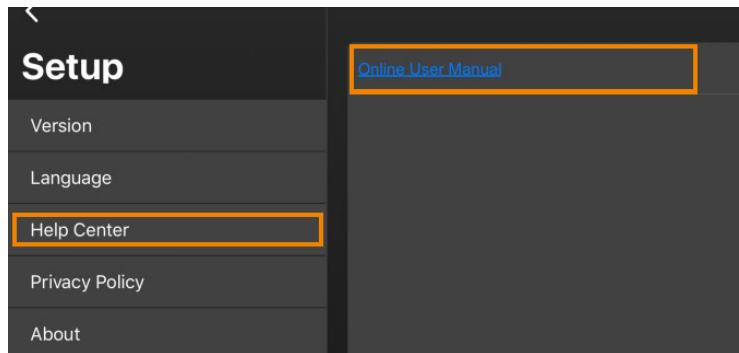 Setup
Version
Language
Help Center
Privacy Policy
About
Online User Manual